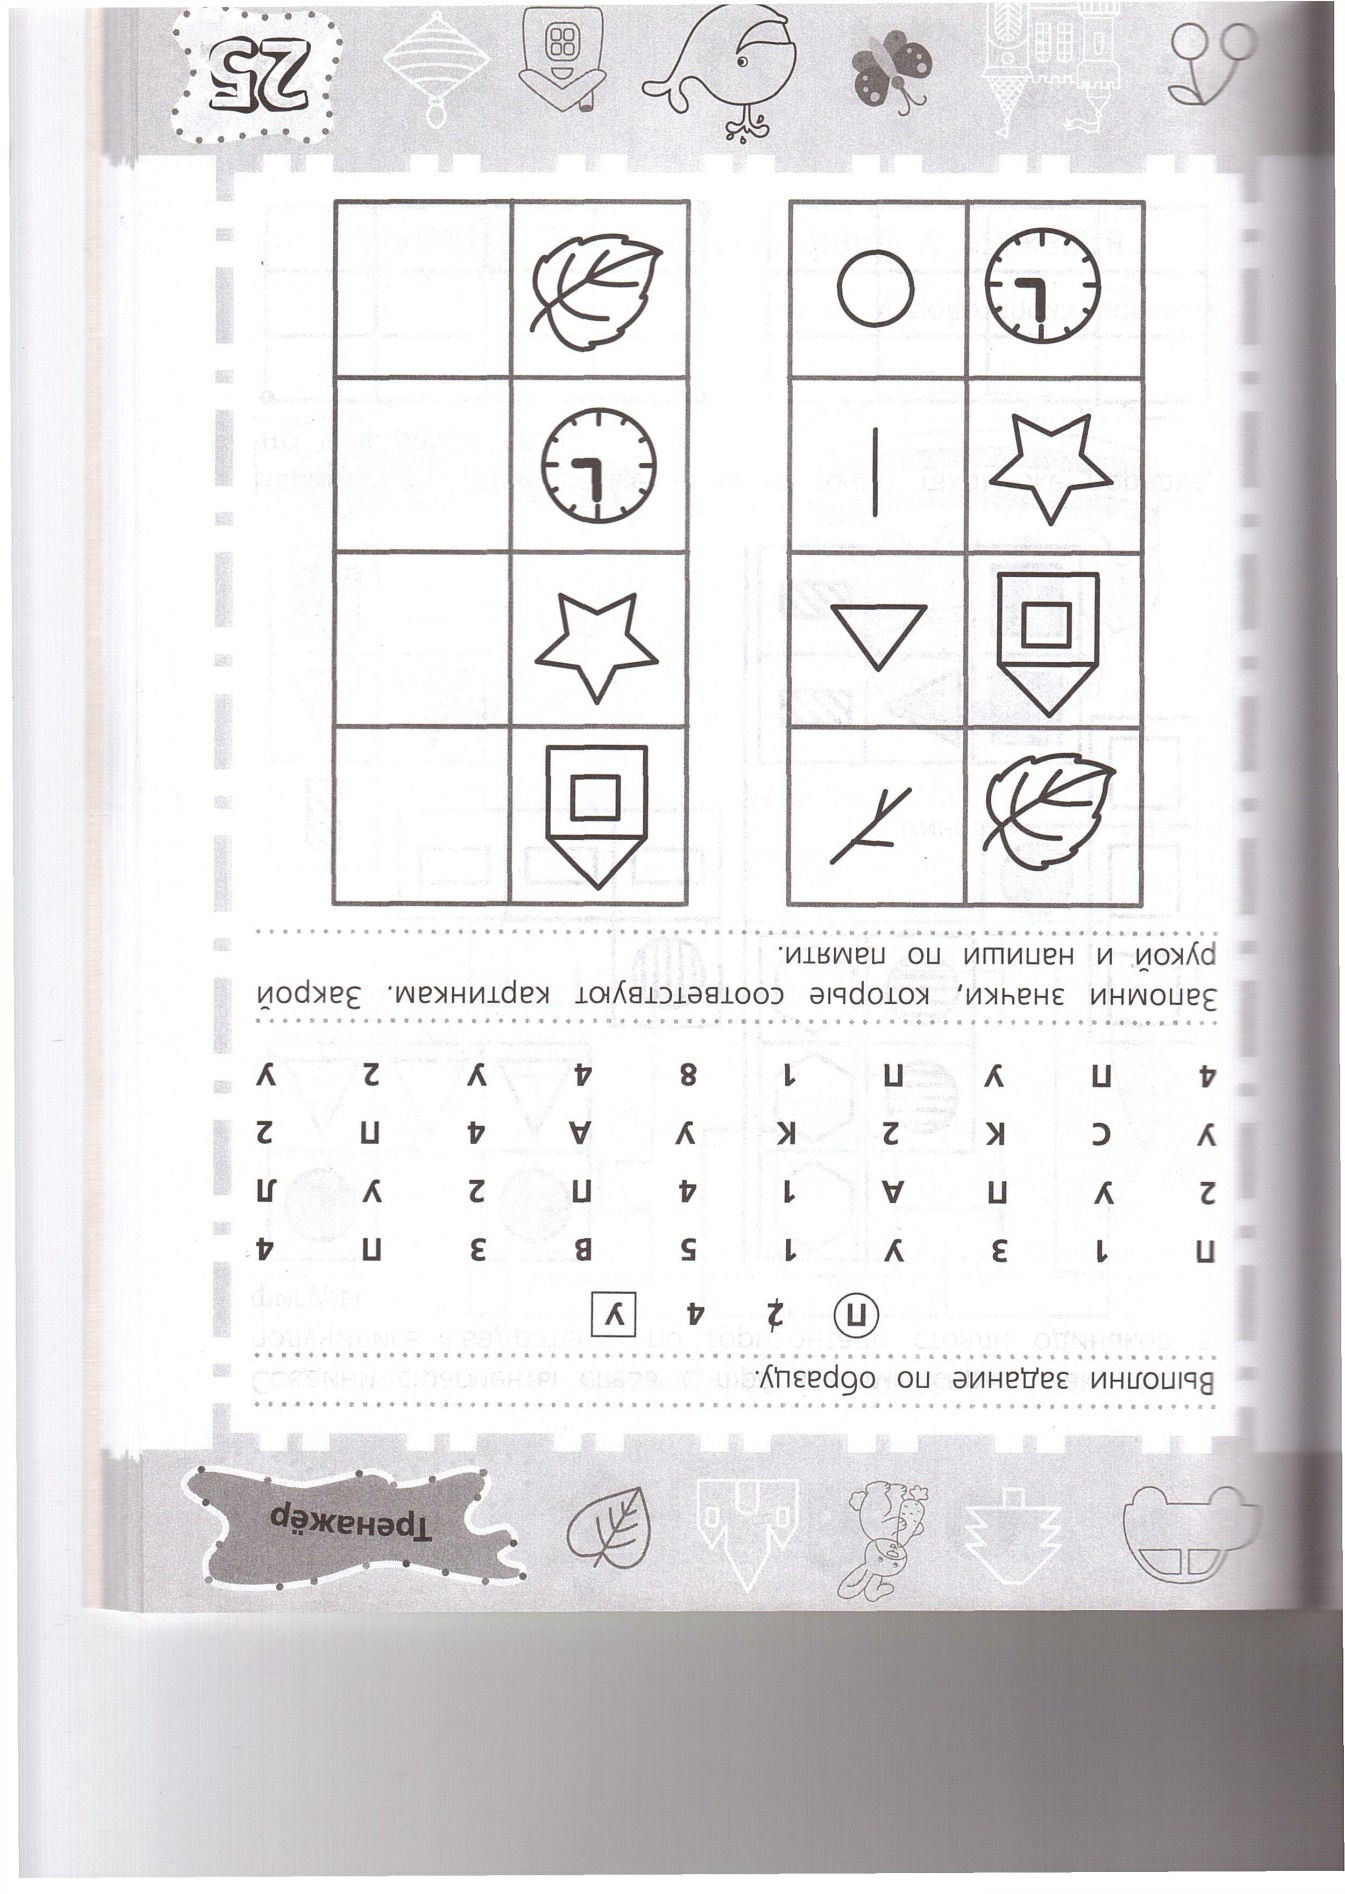 Тренажёр
Выполни задание по образцу.
П 2 4 У
П 1 3 У 1 5 В 3 П 4
2 У П А 1 4 П 2 У Л
У С К 2 К У А 4 П 2
4 П У П 1 8 4 У 2 У
Запомни значки, которые соответствуют картинкам. Закрой
рукой и напиши по памяти.
25